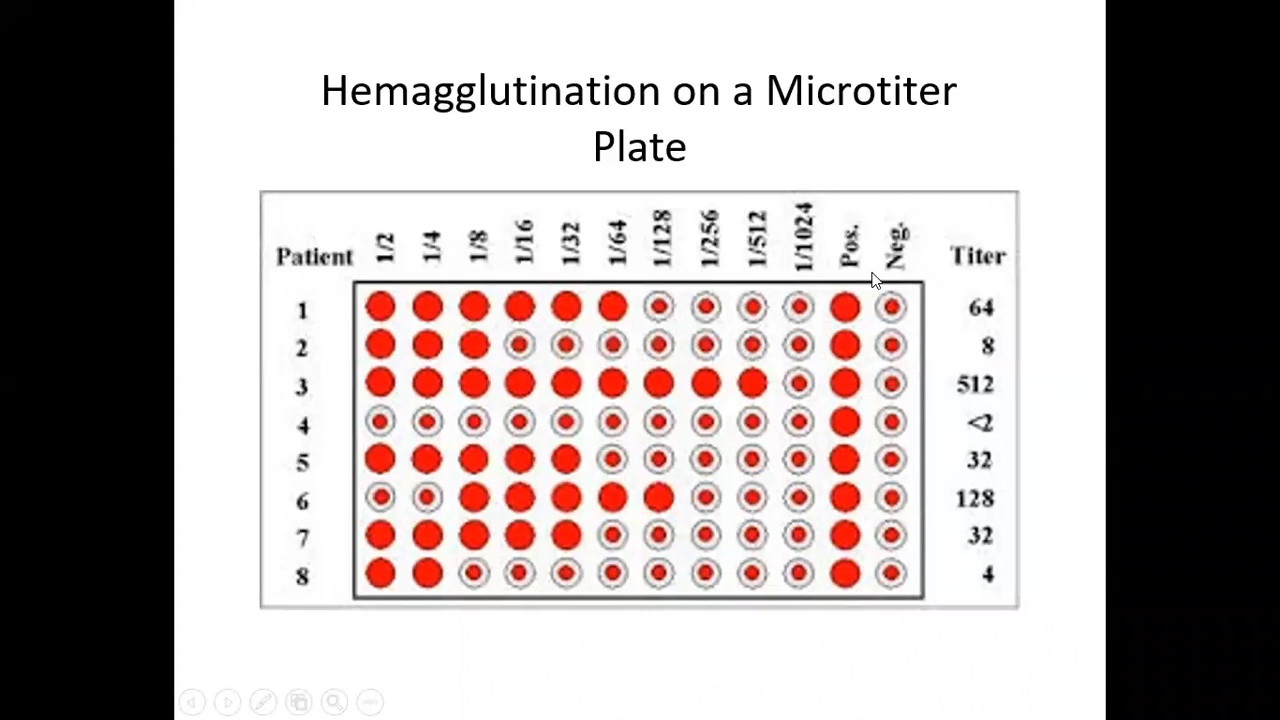 Hemagglutination on a Microtiter
Plate
Patient 1/2 1/4 1/8 1/16 1/32 1/64 1/128 1/256 1/512 1/1024 Pos. Neg. Titer
1 64
2 8
3 512
4 <2
5 32
6 128
7 32
8 4